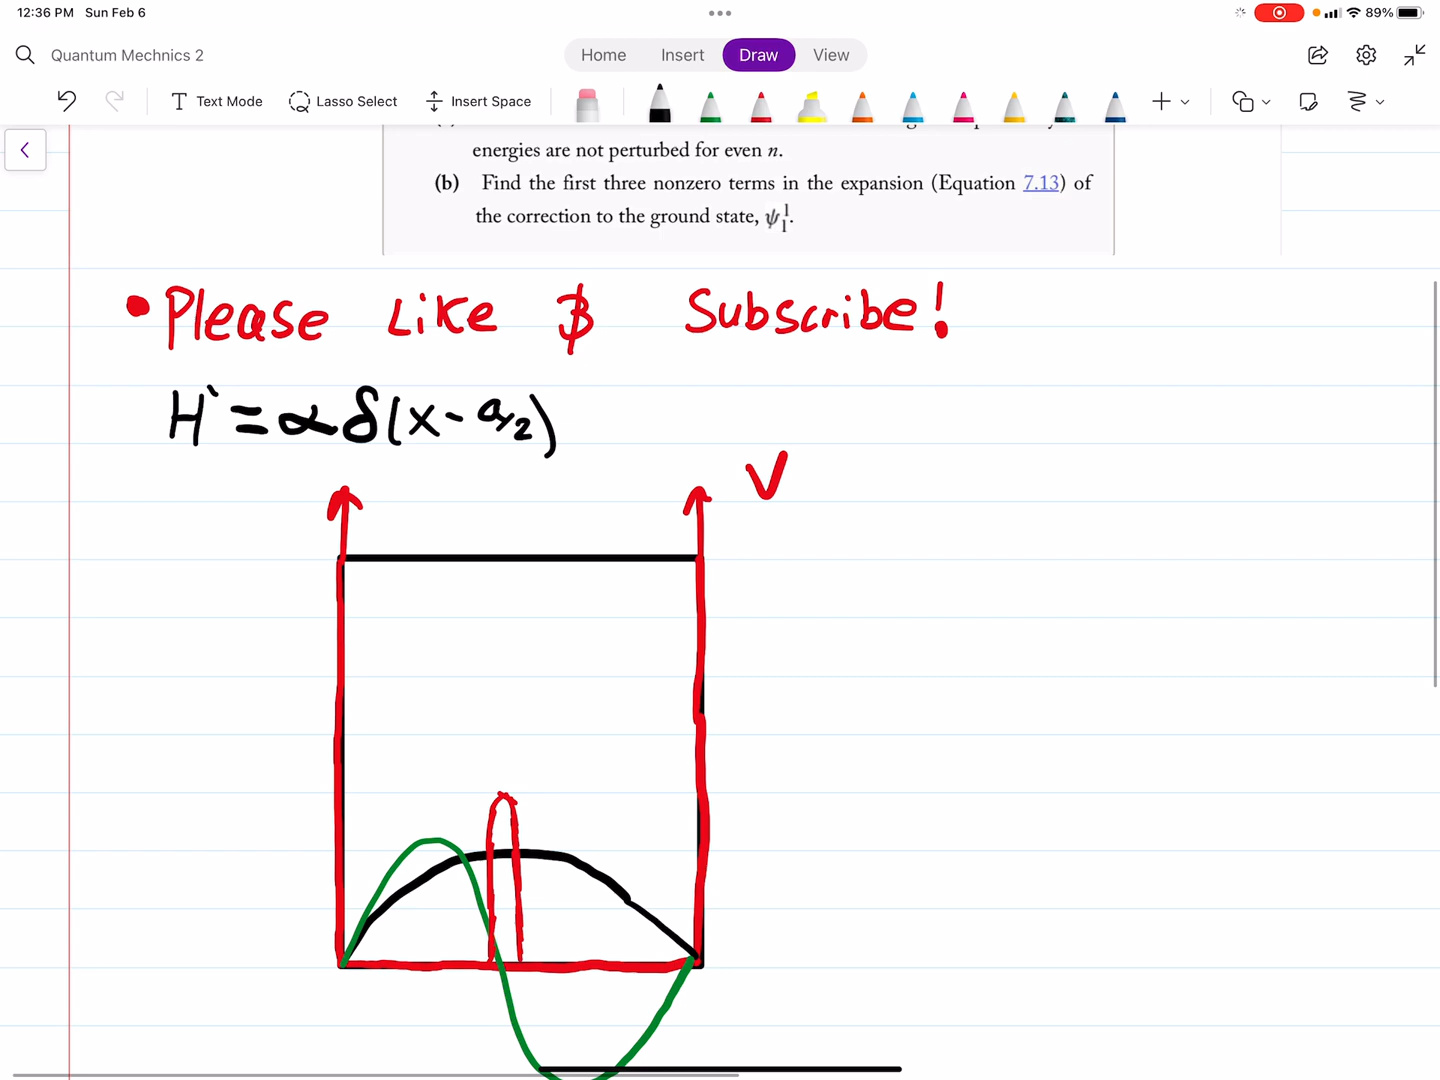 12:36 PM Sun Feb 6
89%
Quantum Mechnics 2
Home Insert Draw View
Text Mode Lasso Select Insert Space
energies are not perturbed for even n.
(b) Find the first three nonzero terms in the expansion (Equation 7.13) of
the correction to the ground state, ψ₁¹.
• Please Like & Subscribe!
H' = αδ(x - a/2)
V